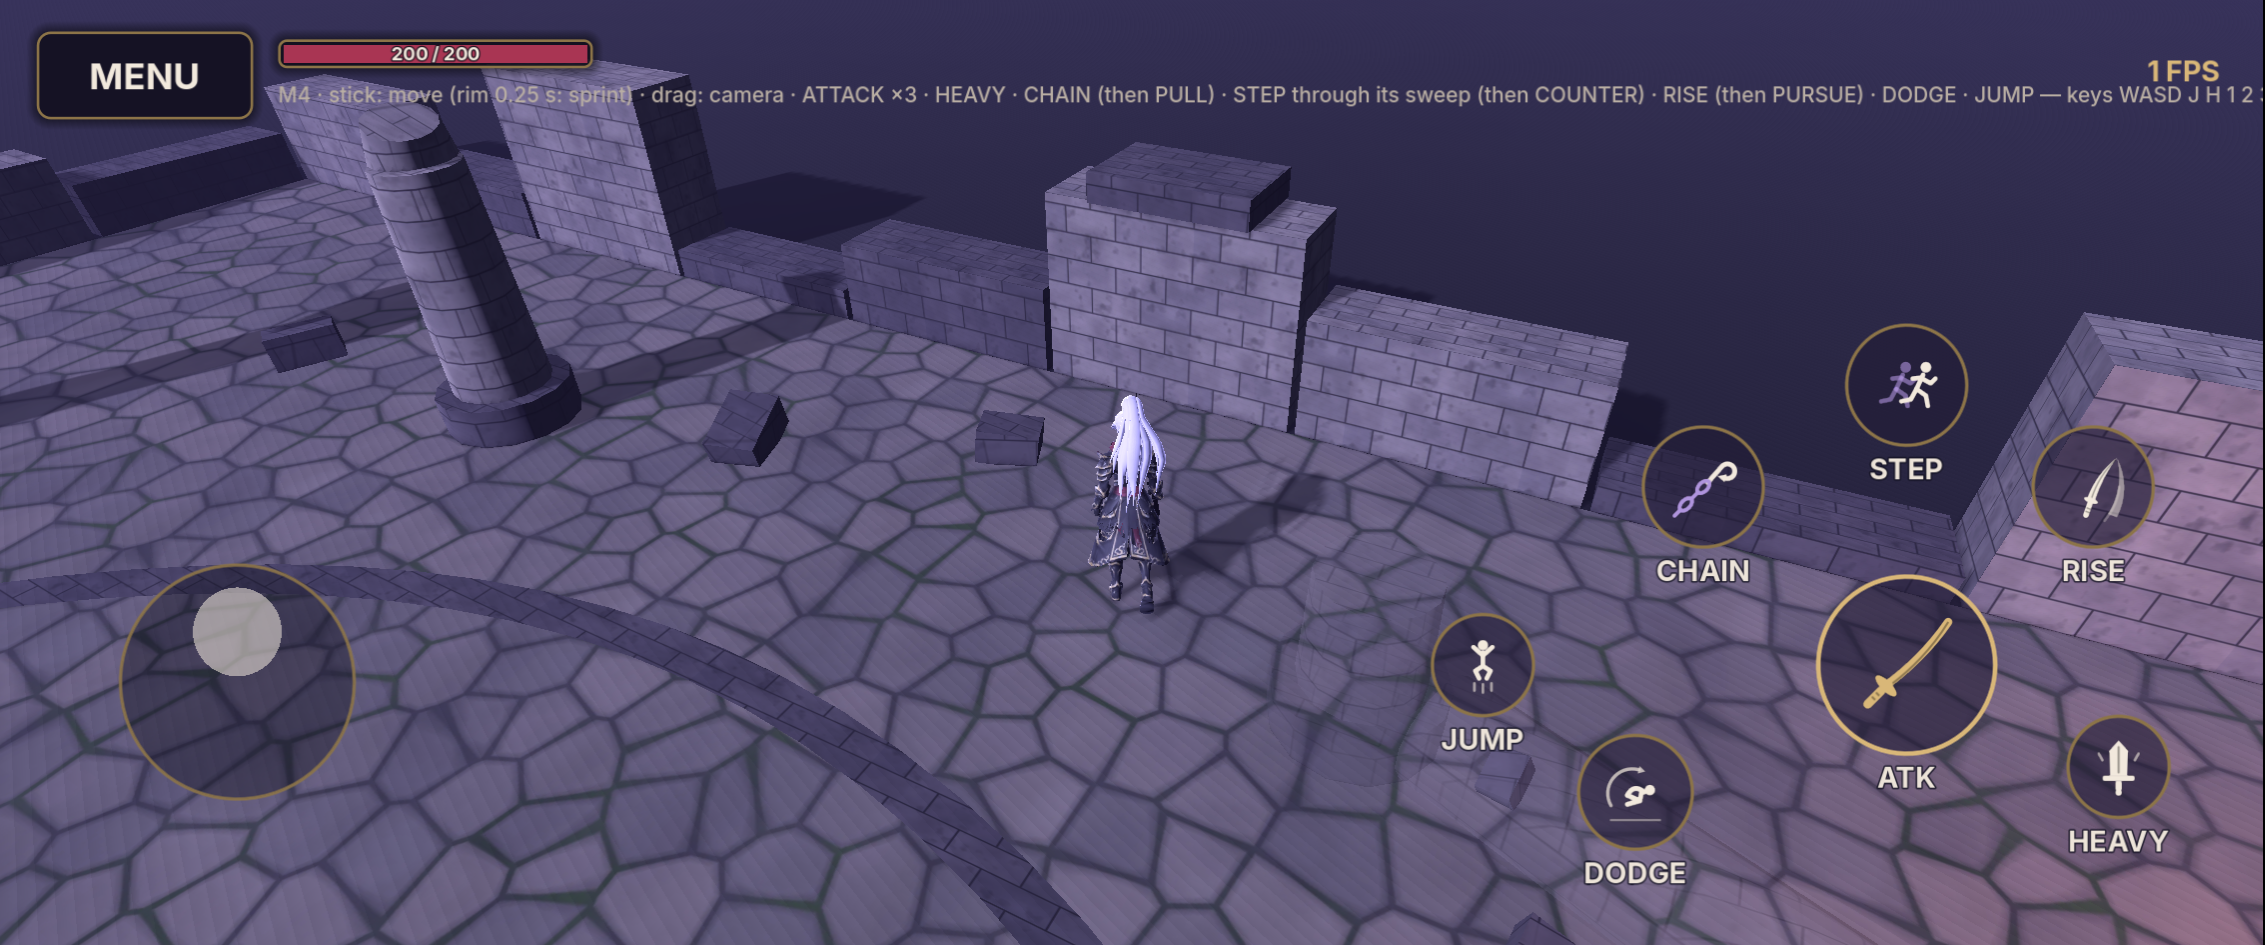 MENU
200 / 200
1 FPS
M4 · stick: move (rim 0.25 s: sprint) · drag: camera · ATTACK ×3 · HEAVY · CHAIN (then PULL) · STEP through its sweep (then COUNTER) · RISE (then PURSUE) · DODGE · JUMP — keys WASD J H 1 2
STEP
CHAIN
RISE
JUMP
ATK
DODGE
HEAVY